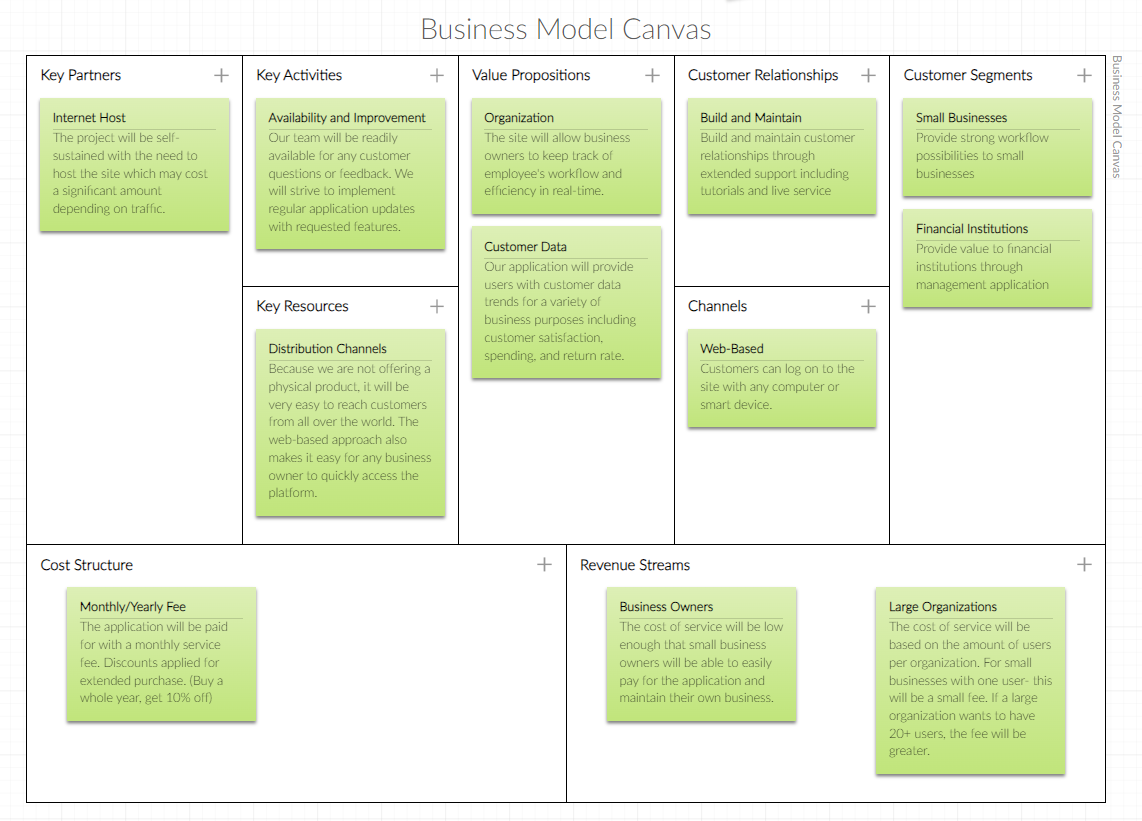 Business Model Canvas
Business Model Canvas
Key Partners
Internet Host
The project will be self-
sustained with the need to
host the site which may cost
a significant amount
depending on traffic.
Key Activities
Availability and Improvement
Our team will be readily
available for any customer
questions or feedback. We
will strive to implement
regular application updates
with requested features.
Key Resources
Distribution Channels
Because we are not offering a
physical product, it will be
very easy to reach customers
from all over the world. The
web-based approach also
makes it easy for any business
owner to quickly access the
platform.
Value Propositions
Organization
The site will allow business
owners to keep track of
employee's workflow and
efficiency in real-time.
Customer Data
Our application will provide
users with customer data
trends for a variety of
business purposes including
customer satisfaction,
spending, and return rate.
Customer Relationships
Build and Maintain
Build and maintain customer
relationships through
extended support including
tutorials and live service
Channels
Web-Based
Customers can log on to the
site with any computer or
smart device.
Customer Segments
Small Businesses
Provide strong workflow
possibilities to small
businesses
Financial Institutions
Provide value to financial
institutions through
management application
Cost Structure
Monthly/Yearly Fee
The application will be paid
for with a monthly service
fee. Discounts applied for
extended purchase. (Buy a
whole year, get 10% off)
Revenue Streams
Business Owners
The cost of service will be low
enough that small business
owners will be able to easily
pay for the application and
maintain their own business.
Large Organizations
The cost of service will be
based on the amount of users
per organization. For small
businesses with one user- this
will be a small fee. If a large
organization wants to have
20+ users, the fee will be
greater.